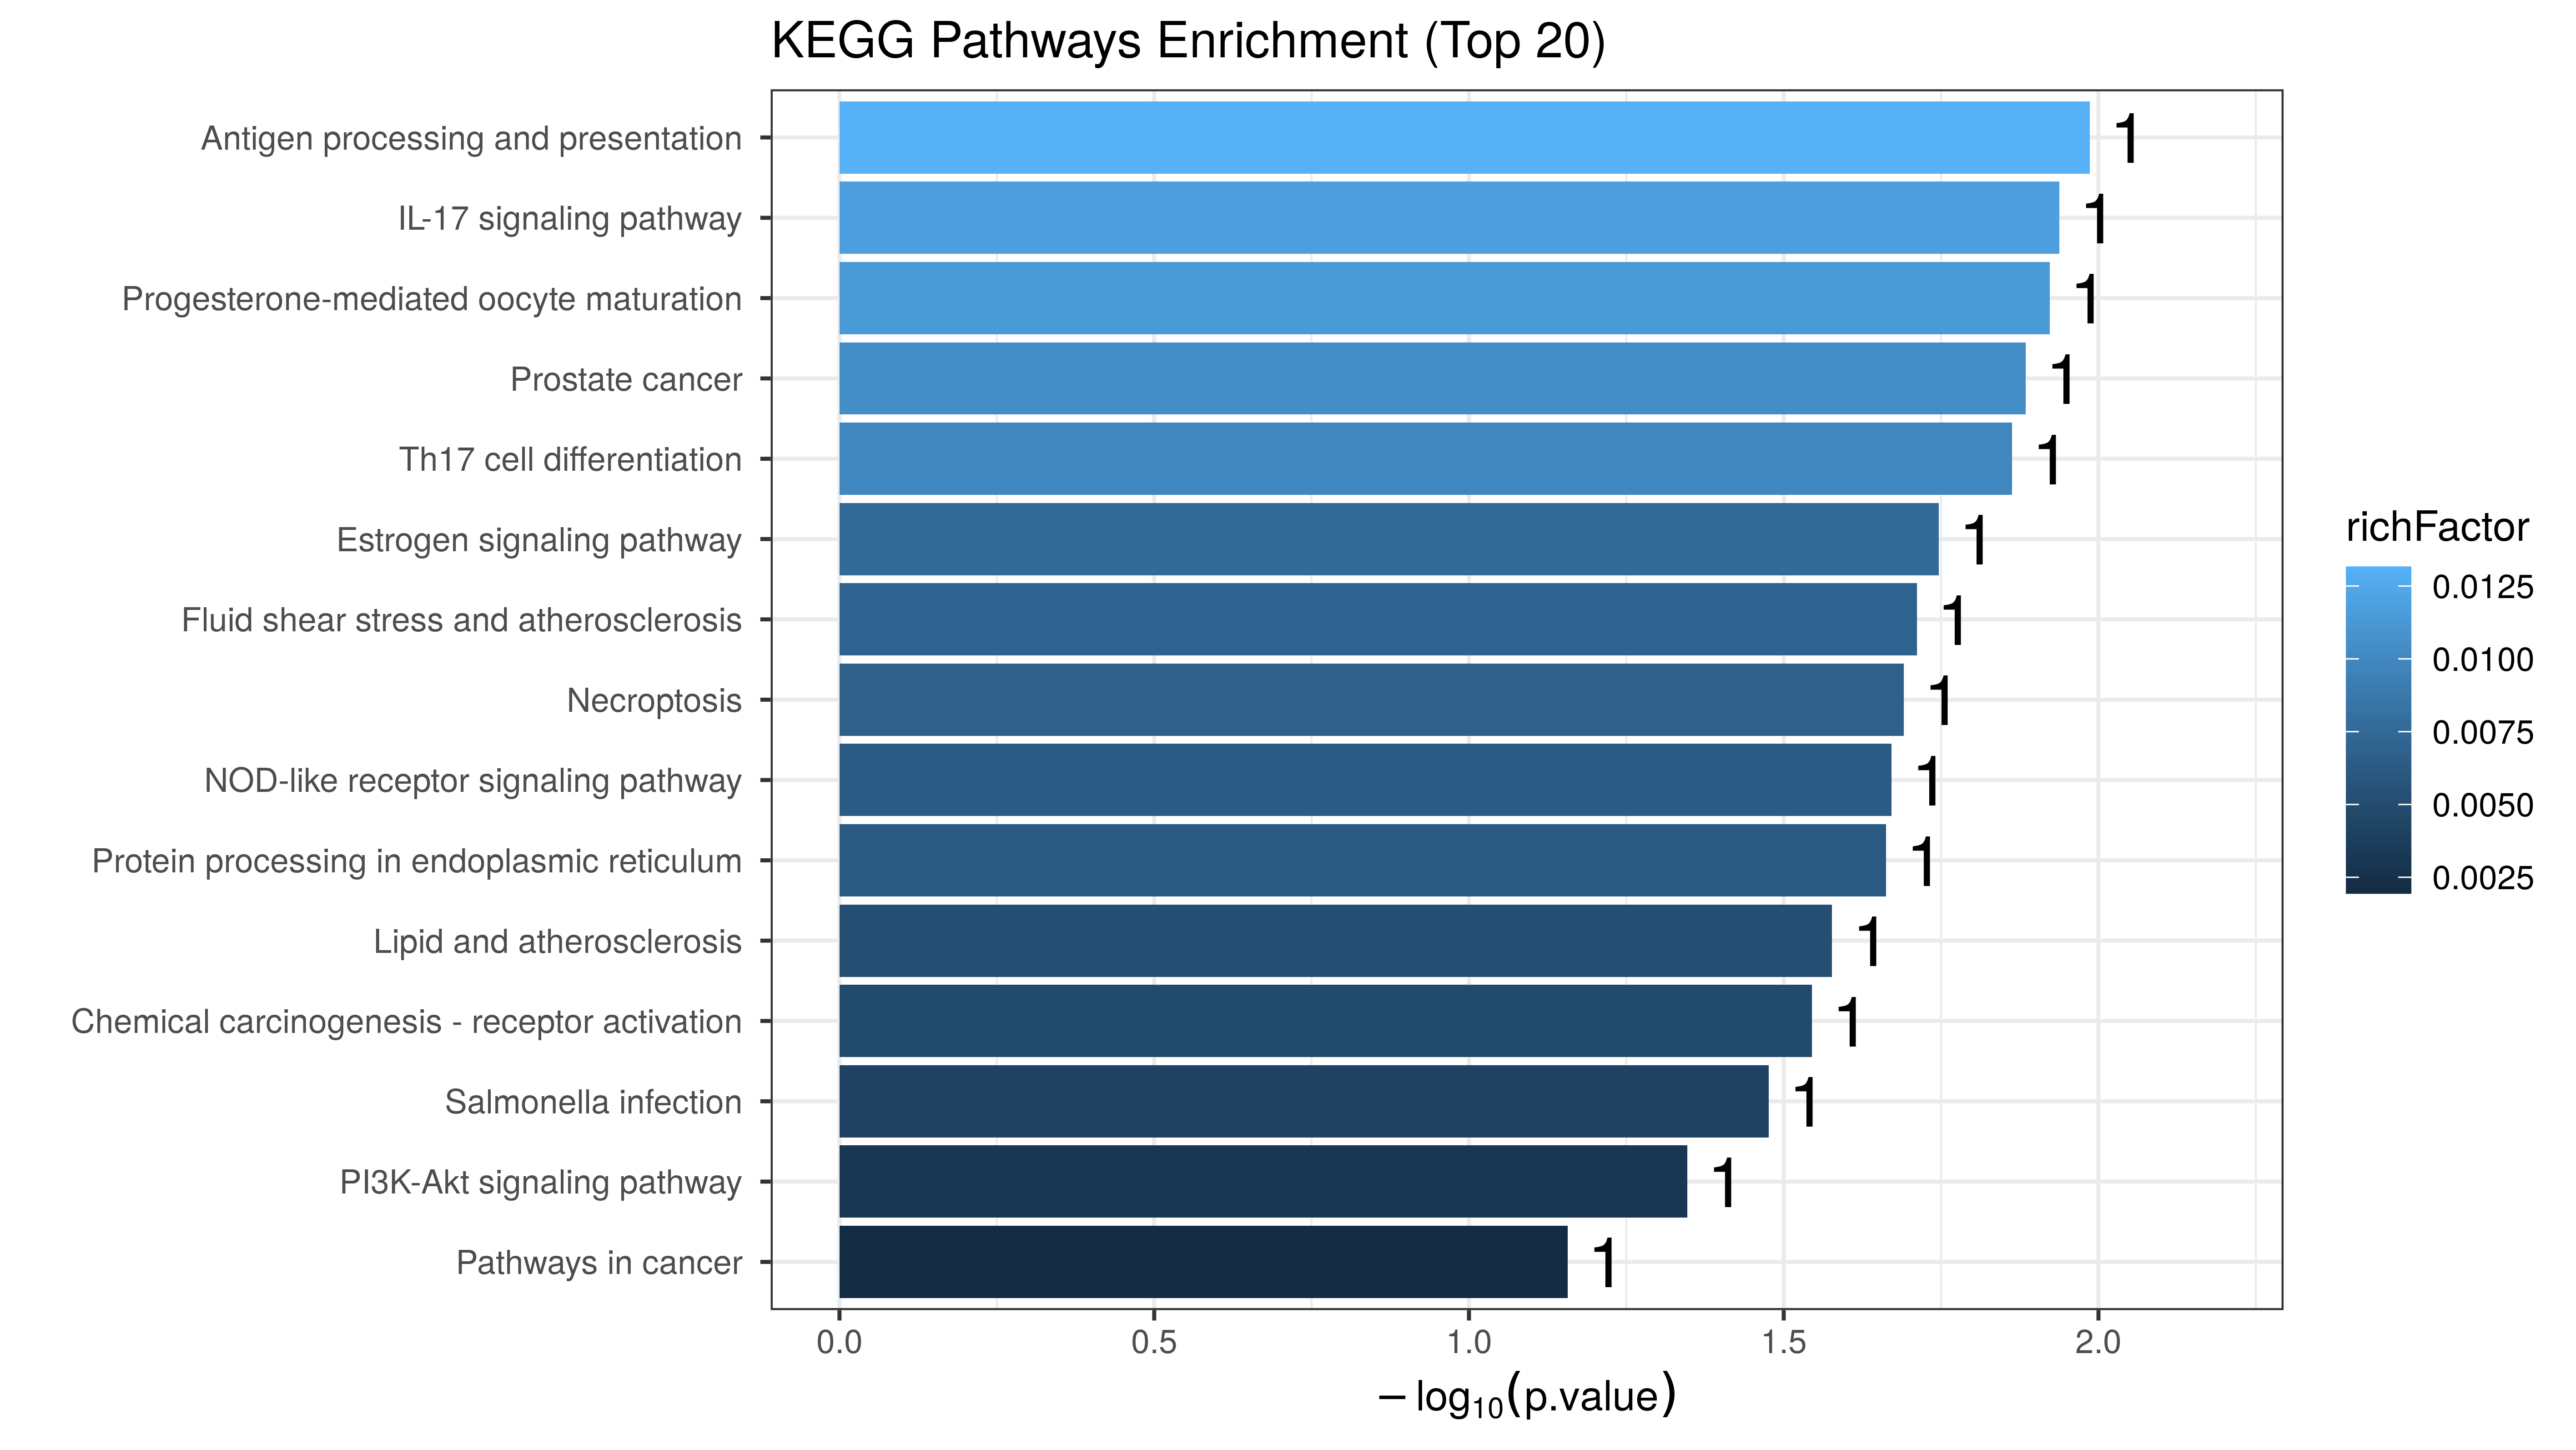 KEGG Pathways Enrichment (Top 20)
Antigen processing and presentation 1
IL-17 signaling pathway 1
Progesterone-mediated oocyte maturation 1
Prostate cancer 1
Th17 cell differentiation 1
Estrogen signaling pathway 1
Fluid shear stress and atherosclerosis 1
Necroptosis 1
NOD-like receptor signaling pathway 1
Protein processing in endoplasmic reticulum 1
Lipid and atherosclerosis 1
Chemical carcinogenesis - receptor activation 1
Salmonella infection 1
PI3K-Akt signaling pathway 1
Pathways in cancer 1
0.0 0.5 1.0 1.5 2.0
−log₁₀(p.value)
richFactor
0.0125
0.0100
0.0075
0.0050
0.0025